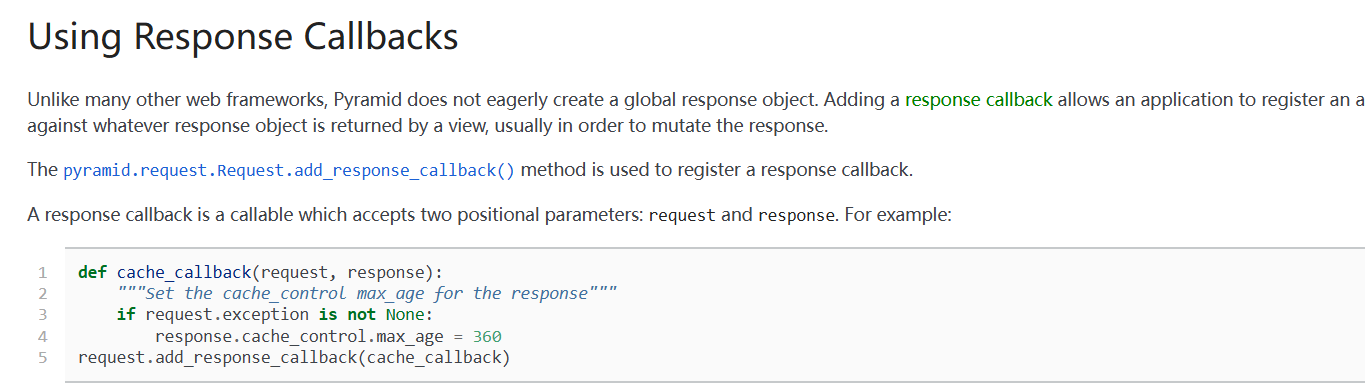 Using Response Callbacks
Unlike many other web frameworks, Pyramid does not eagerly create a global response object. Adding a response callback allows an application to register an a
against whatever response object is returned by a view, usually in order to mutate the response.
The pyramid.request.Request.add_response_callback() method is used to register a response callback.
A response callback is a callable which accepts two positional parameters: request and response. For example:
1 def cache_callback(request, response):
2     """Set the cache_control max_age for the response"""
3     if request.exception is not None:
4         response.cache_control.max_age = 360
5 request.add_response_callback(cache_callback)